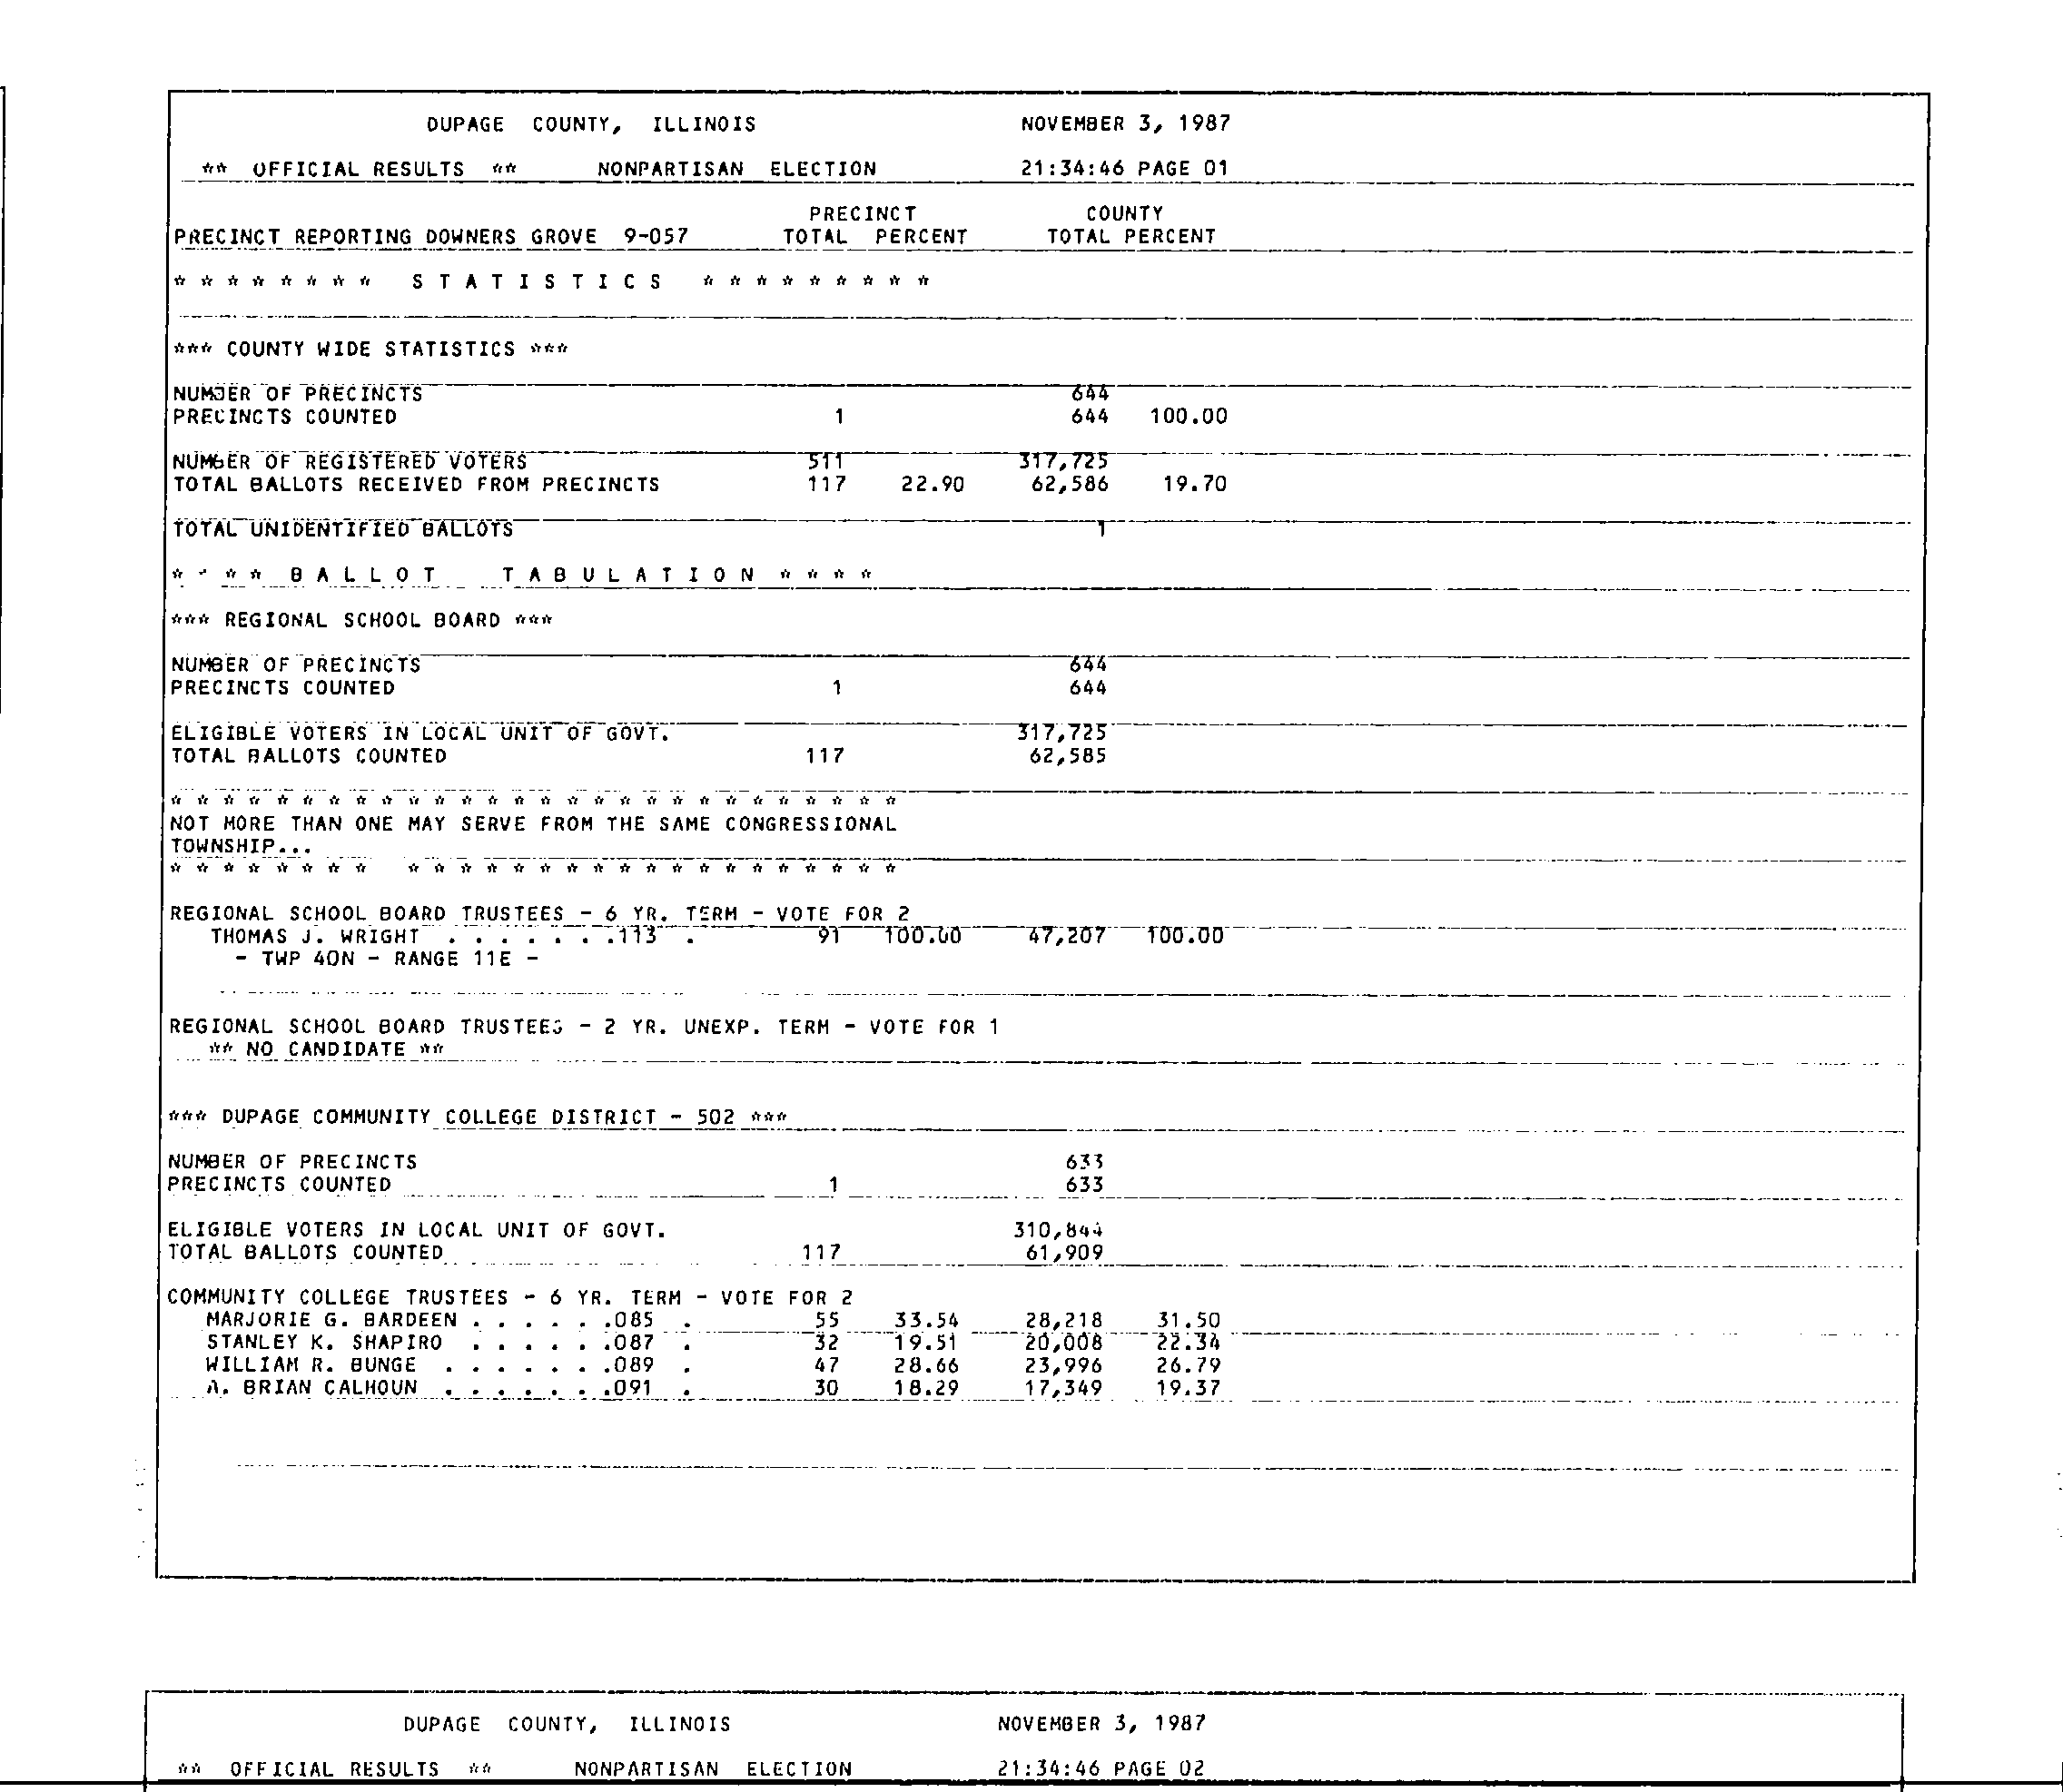 DUPAGE COUNTY, ILLINOIS NOVEMBER 3, 1987
** OFFICIAL RESULTS ** NONPARTISAN ELECTION 21:34:46 PAGE 01
PRECINCT COUNTY
PRECINCT REPORTING DOWNERS GROVE 9-057 TOTAL PERCENT TOTAL PERCENT
* * * * * * * * S T A T I S T I C S * * * * * * * * *
*** COUNTY WIDE STATISTICS ***
NUMBER OF PRECINCTS 644
PRECINCTS COUNTED 1 644 100.00
NUMBER OF REGISTERED VOTERS 511 317,725
TOTAL BALLOTS RECEIVED FROM PRECINCTS 117 22.90 62,586 19.70
TOTAL UNIDENTIFIED BALLOTS 1
* * * * B A L L O T T A B U L A T I O N * * * *
*** REGIONAL SCHOOL BOARD ***
NUMBER OF PRECINCTS 644
PRECINCTS COUNTED 1 644
ELIGIBLE VOTERS IN LOCAL UNIT OF GOVT. 317,725
TOTAL BALLOTS COUNTED 117 62,585
* * * * * * * * * * * * * * * * * * * * * * * * * * * *
NOT MORE THAN ONE MAY SERVE FROM THE SAME CONGRESSIONAL
TOWNSHIP...
* * * * * * * * * * * * * * * * * * * * * * * * * * *
REGIONAL SCHOOL BOARD TRUSTEES - 6 YR. TERM - VOTE FOR 2
THOMAS J. WRIGHT . . . . . . .113 . 91 100.00 47,207 100.00
- TWP 40N - RANGE 11E -
REGIONAL SCHOOL BOARD TRUSTEES - 2 YR. UNEXP. TERM - VOTE FOR 1
** NO CANDIDATE **
*** DUPAGE COMMUNITY COLLEGE DISTRICT - 502 ***
NUMBER OF PRECINCTS 633
PRECINCTS COUNTED 1 633
ELIGIBLE VOTERS IN LOCAL UNIT OF GOVT. 310,844
TOTAL BALLOTS COUNTED 117 61,909
COMMUNITY COLLEGE TRUSTEES - 6 YR. TERM - VOTE FOR 2
MARJORIE G. BARDEEN . . . . . .085 . 55 33.54 28,218 31.50
STANLEY K. SHAPIRO . . . . . .087 . 32 19.51 20,008 22.34
WILLIAM R. BUNGE . . . . . . .089 . 47 28.66 23,996 26.79
A. BRIAN CALHOUN . . . . . . .091 . 30 18.29 17,349 19.37
DUPAGE COUNTY, ILLINOIS NOVEMBER 3, 1987
** OFFICIAL RESULTS ** NONPARTISAN ELECTION 21:34:46 PAGE 02